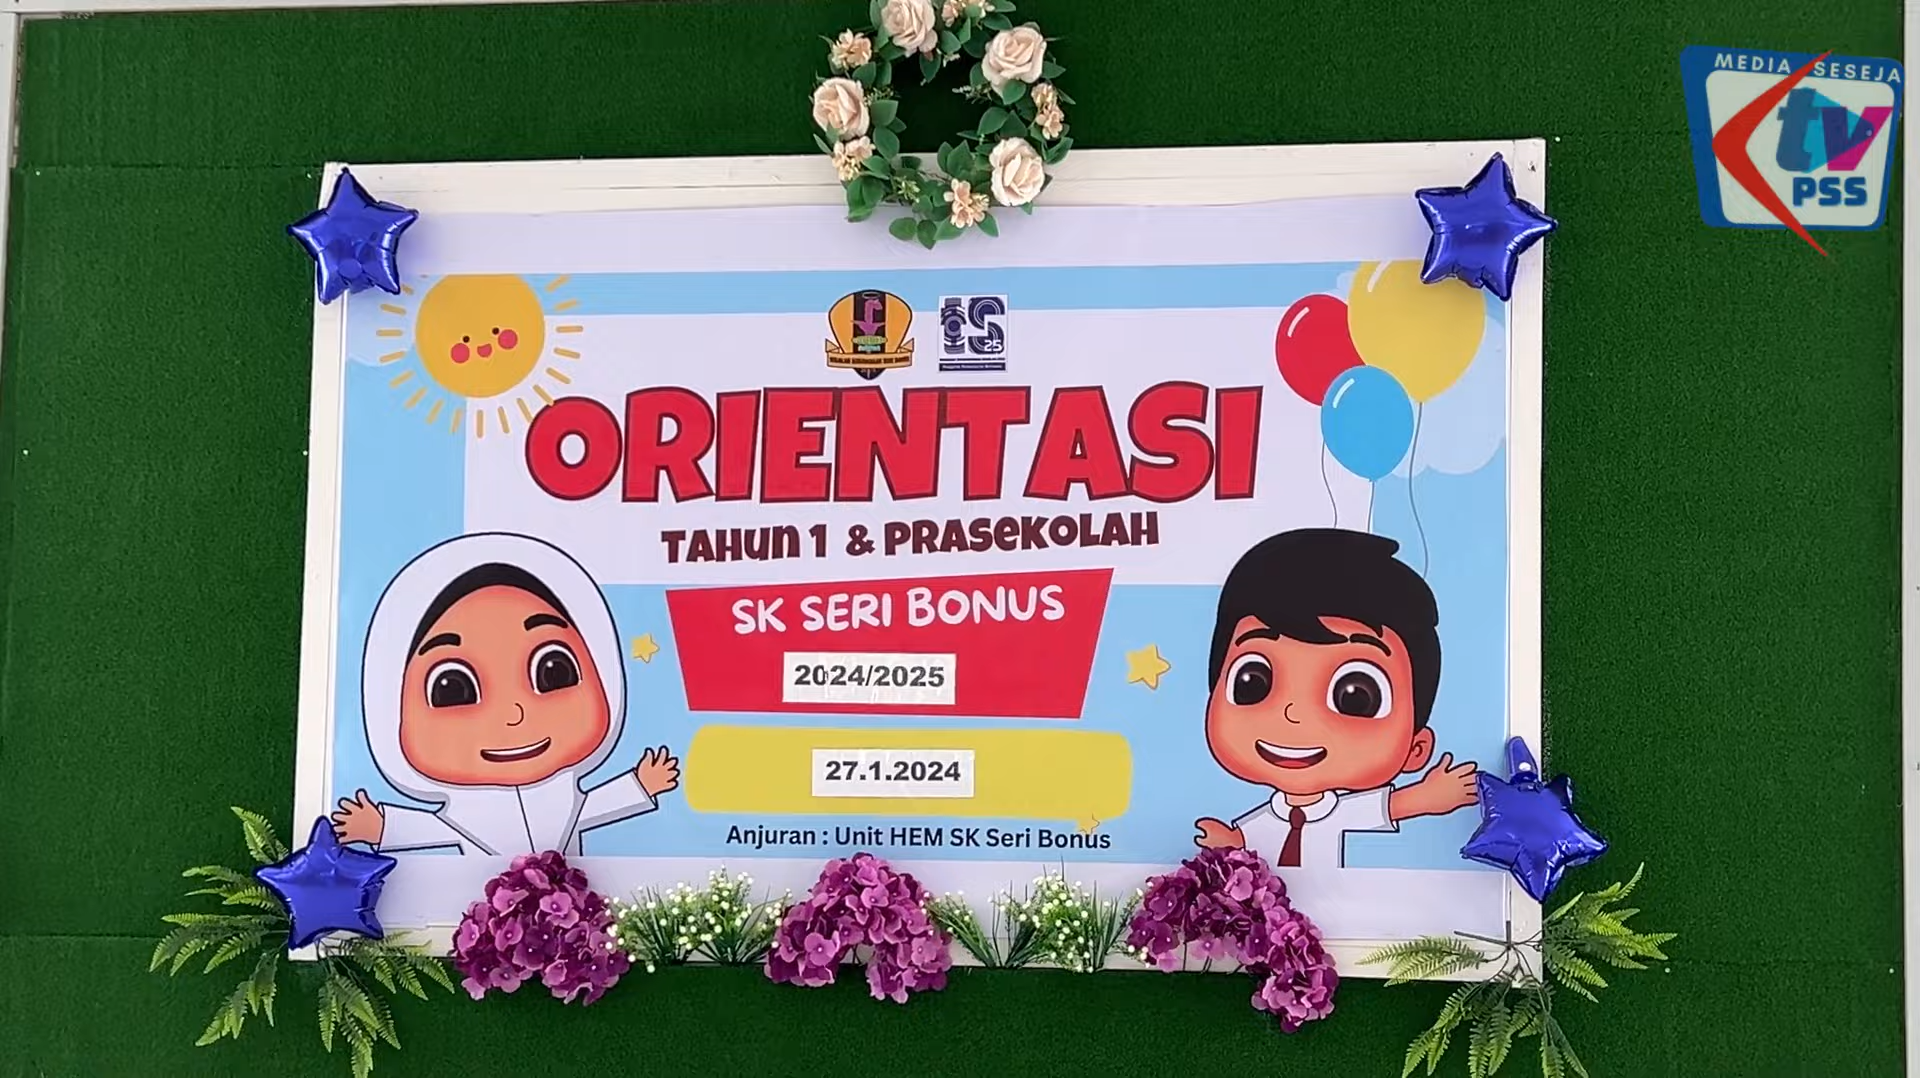 MEDIA SESEJA
tv
PSS
25
ORIENTASI
TAHUN 1 & PRASEKOLAH
SK SERI BONUS
2024/2025
27.1.2024
Anjuran : Unit HEM SK Seri Bonus